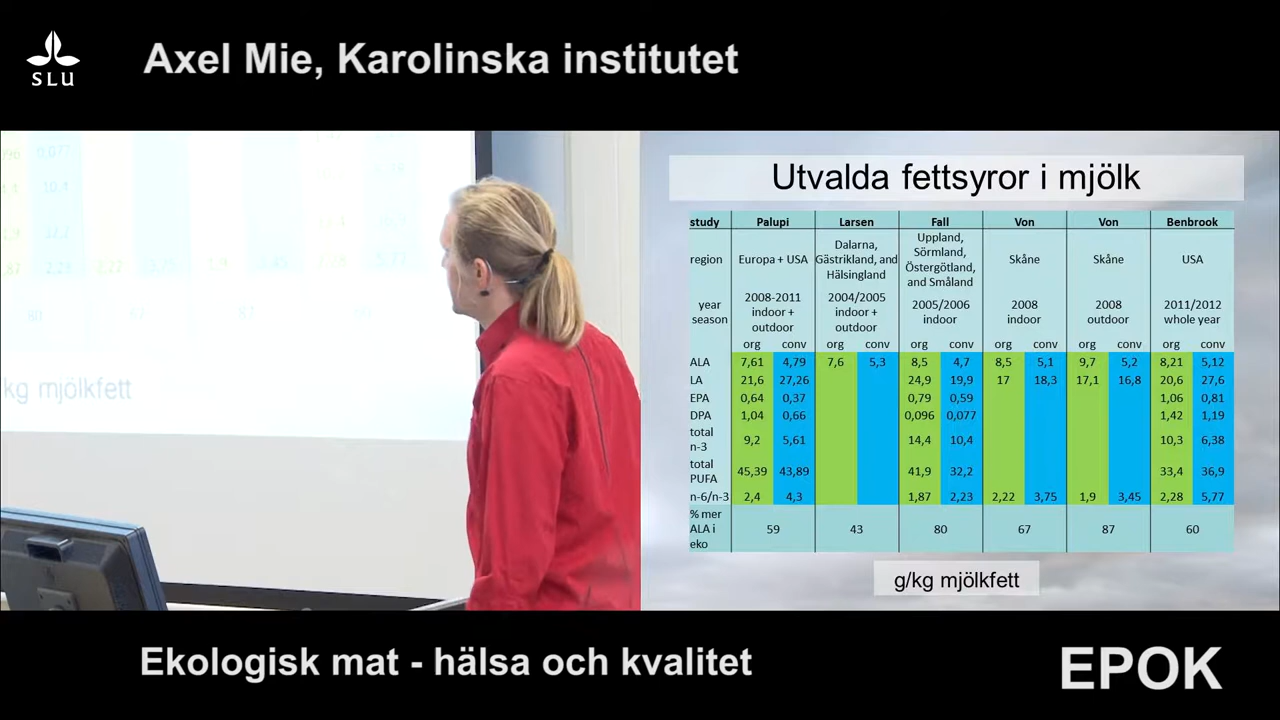 SLU
Axel Mie, Karolinska institutet
0,077
10,4
kg mjölkfett
Utvalda fettsyror i mjölk
study Palupi Larsen Fall Von Von Benbrook
region Europa + USA Dalarna, Gästrikland, and Hälsingland Uppland, Sörmland, Östergötland, and Småland Skåne Skåne USA
year season 2008-2011 indoor + outdoor 2004/2005 indoor + outdoor 2005/2006 indoor 2008 indoor 2008 outdoor 2011/2012 whole year
org conv org conv org conv org conv org conv org conv
ALA 7,61 4,79 7,6 5,3 8,5 4,7 8,5 5,1 9,7 5,2 8,21 5,12
LA 21,6 27,26 24,9 19,9 17 18,3 17,1 16,8 20,6 27,6
EPA 0,64 0,37 0,79 0,59 1,06 0,81
DPA 1,04 0,66 0,096 0,077 1,42 1,19
total n-3 9,2 5,61 14,4 10,4 10,3 6,38
total PUFA 45,39 43,89 41,9 32,2 33,4 36,9
n-6/n-3 2,4 4,3 1,87 2,23 2,22 3,75 1,9 3,45 2,28 5,77
% mer ALA i eko 59 43 80 67 87 60
g/kg mjölkfett
Ekologisk mat - hälsa och kvalitet
EPOK